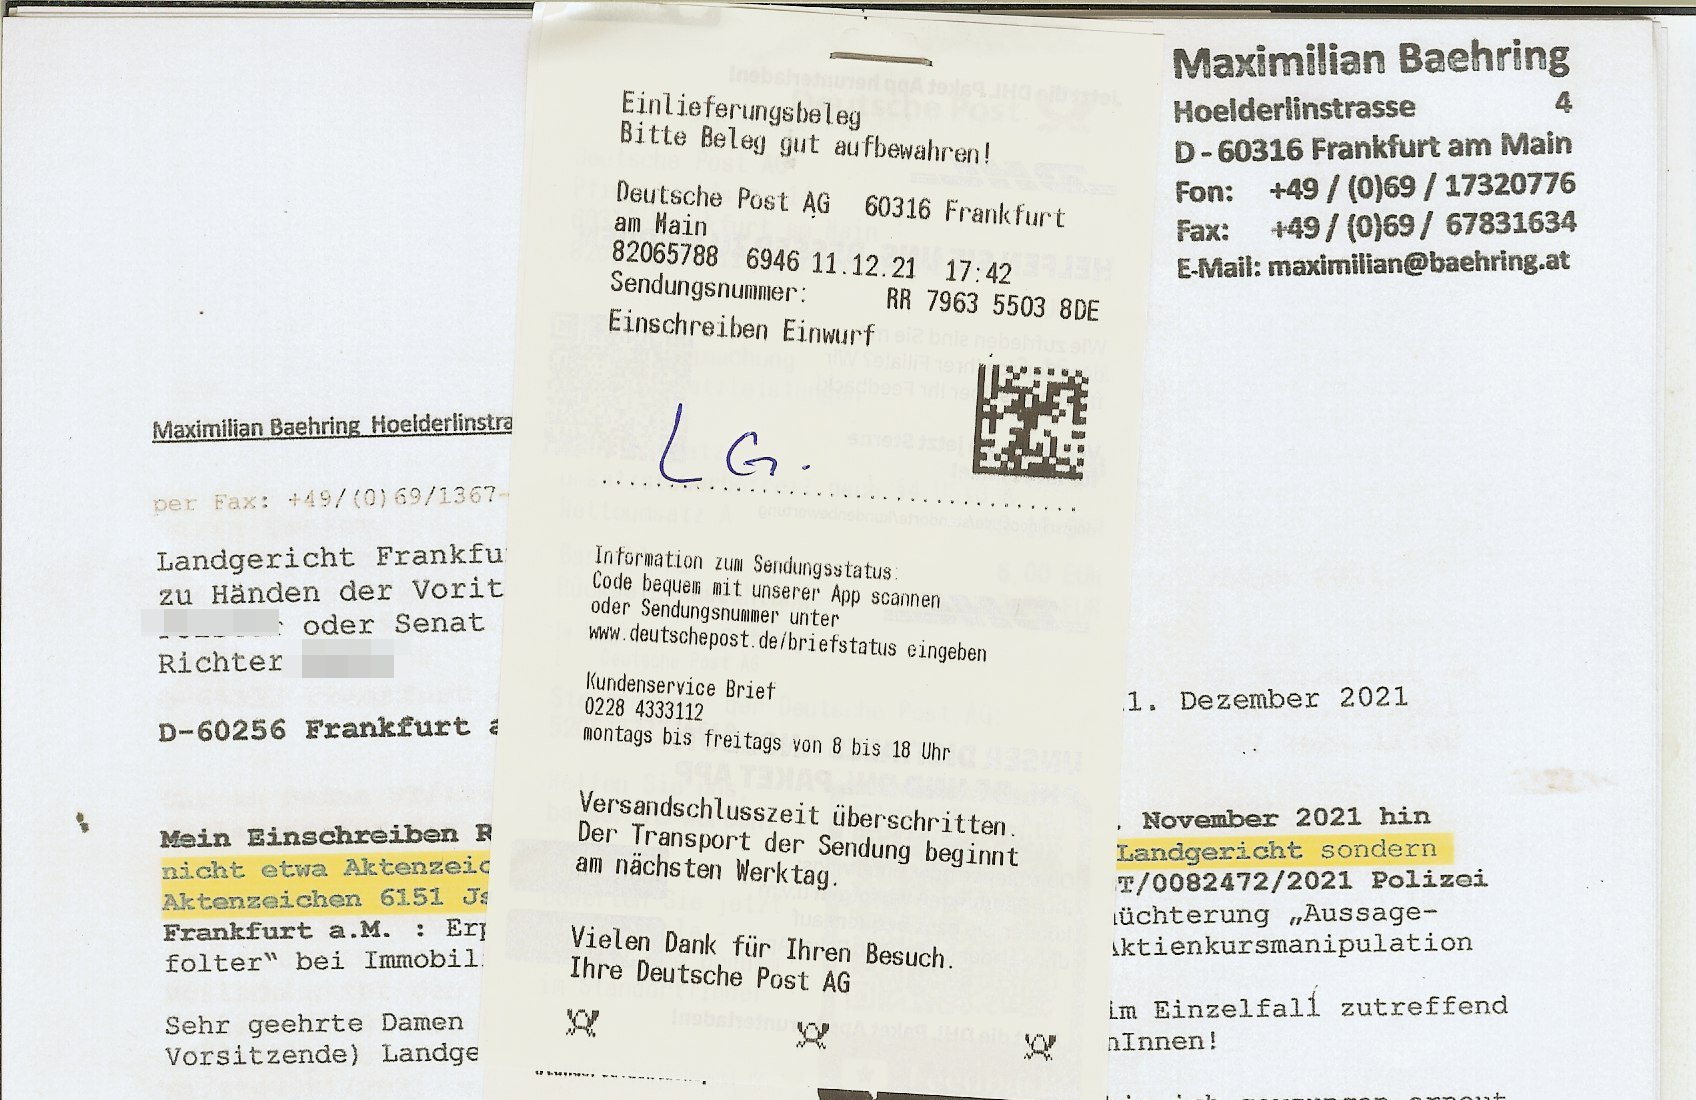 Maximilian Baehring
Hoelderlinstrasse 4
D - 60316 Frankfurt am Main
Fon: +49 / (0)69 / 17320776
Fax: +49 / (0)69 / 67831634
E-Mail: maximilian@baehring.at
Einlieferungsbeleg
Bitte Beleg gut aufbewahren!
Deutsche Post AG 60316 Frankfurt
am Main
82065788 6946 11.12.21 17:42
Sendungsnummer: RR 7963 5503 8DE
Einschreiben Einwurf
LG.
Information zum Sendungsstatus:
Code bequem mit unserer App scannen
oder Sendungsnummer unter
www.deutschepost.de/briefstatus eingeben
Kundenservice Brief
0228 4333112
montags bis freitags von 8 bis 18 Uhr
Versandschlusszeit überschritten.
Der Transport der Sendung beginnt
am nächsten Werktag.
Vielen Dank für Ihren Besuch.
Ihre Deutsche Post AG
Maximilian Baehring Hoelderlinstra
per Fax: +49/(0)69/1367-
Landgericht Frankfu
zu Händen der Vorit
oder Senat
Richter
D-60256 Frankfurt a
1. Dezember 2021
Mein Einschreiben R . November 2021 hin
nicht etwa Aktenzeic Landgericht sondern
Aktenzeichen 6151 Js T/0082472/2021 Polizei
Frankfurt a.M. : Erp üchterung „Aussage-
folter“ bei Immobil Aktienkursmanipulation
im Einzelfall zutreffend
Sehr geehrte Damen nInnen!
Vorsitzende) Landge